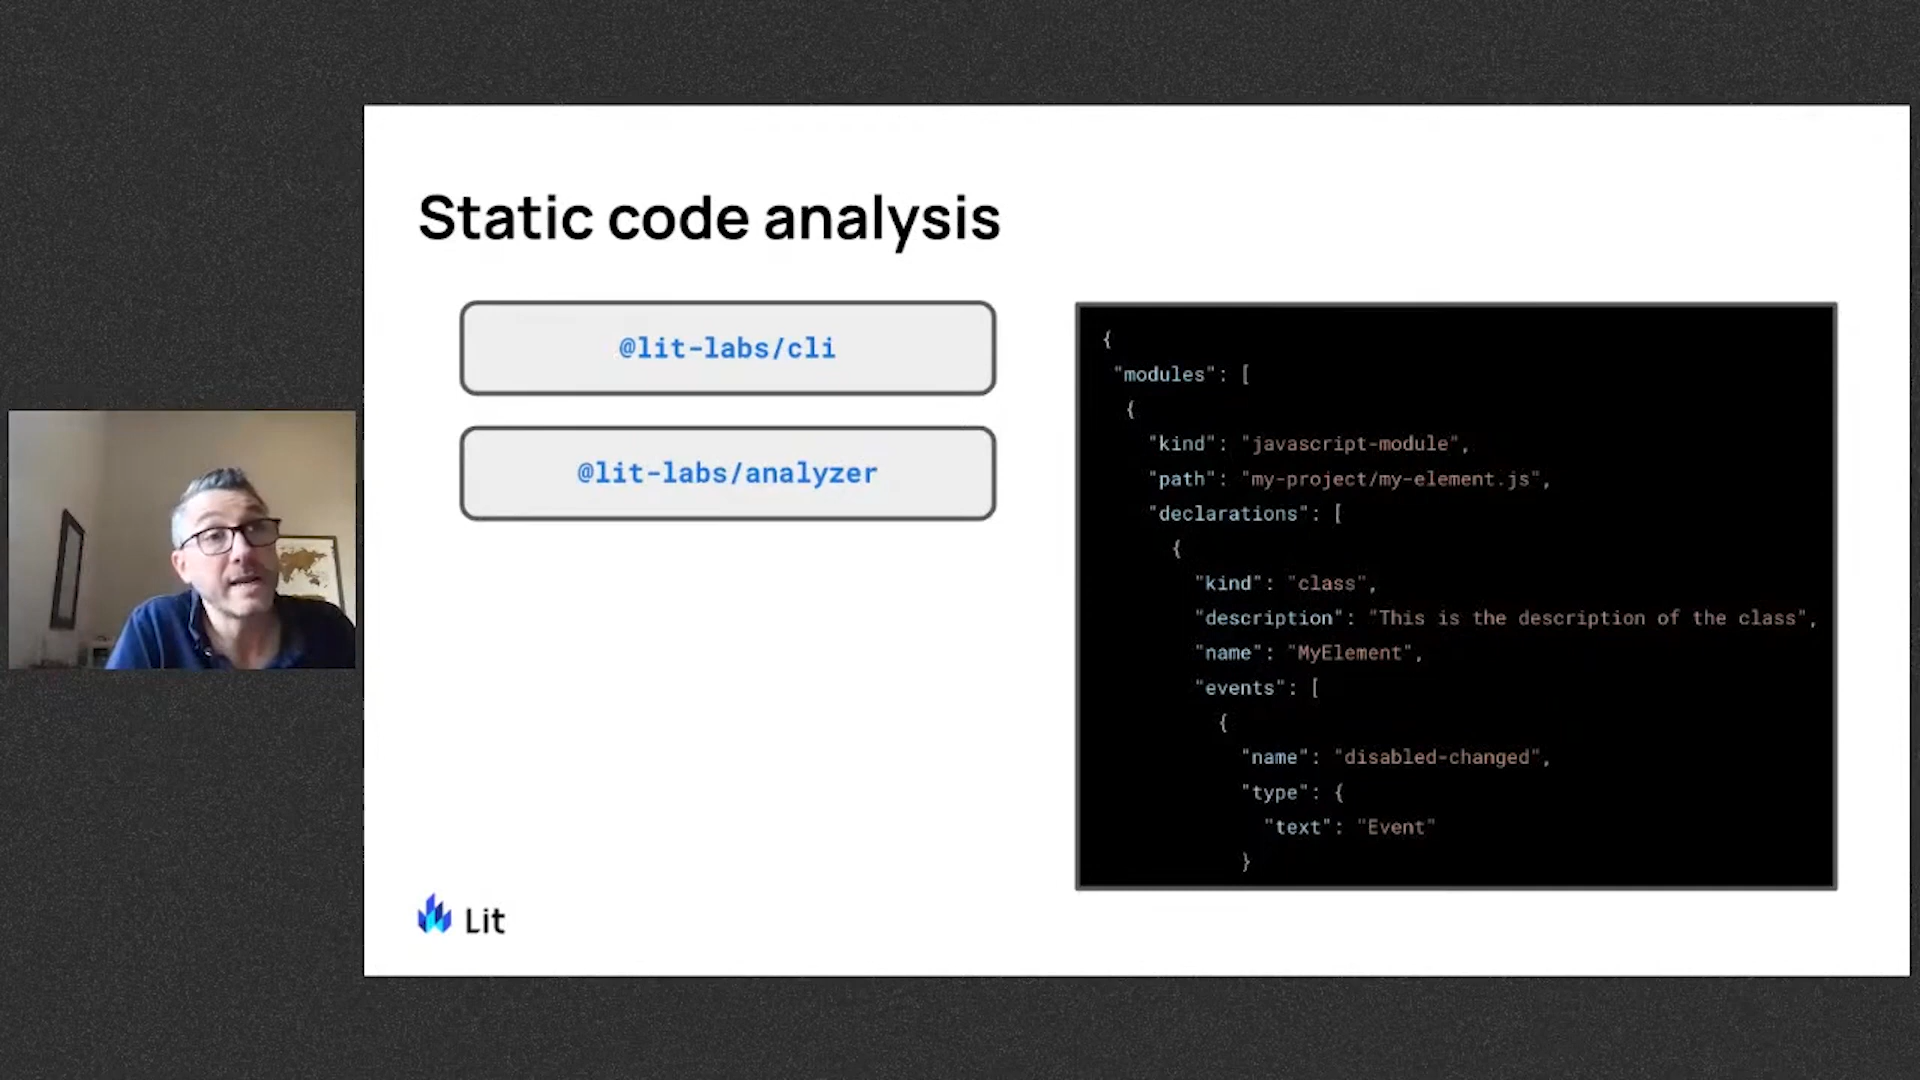 Static code analysis
@lit-labs/cli
@lit-labs/analyzer
{
"modules": [
{
"kind": "javascript-module",
"path": "my-project/my-element.js",
"declarations": [
{
"kind": "class",
"description": "This is the description of the class",
"name": "MyElement",
"events": [
{
"name": "disabled-changed",
"type": {
"text": "Event"
}
Lit